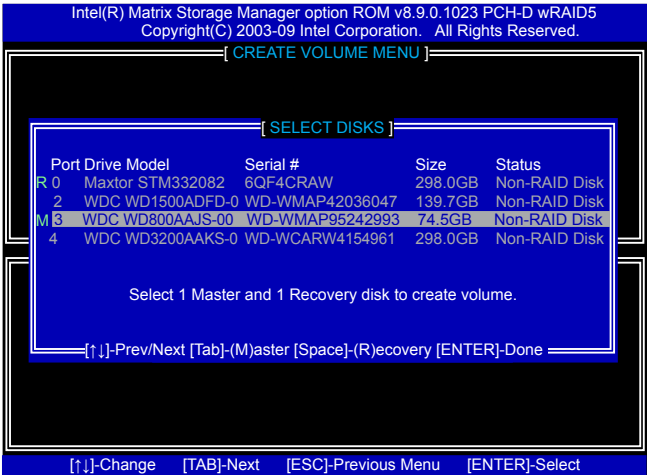 Intel(R) Matrix Storage Manager option ROM v8.9.0.1023 PCH-D wRAID5
Copyright(C) 2003-09 Intel Corporation. All Rights Reserved.
[ CREATE VOLUME MENU ]
[ SELECT DISKS ]
Port Drive Model Serial # Size Status
R 0 Maxtor STM332082 6QF4CRAW 298.0GB Non-RAID Disk
2 WDC WD1500ADFD-0 WD-WMAP42036047 139.7GB Non-RAID Disk
M 3 WDC WD800AAJS-00 WD-WMAP95242993 74.5GB Non-RAID Disk
4 WDC WD3200AAKS-0 WD-WCARW4154961 298.0GB Non-RAID Disk
Select 1 Master and 1 Recovery disk to create volume.
[↑↓]-Prev/Next [Tab]-(M)aster [Space]-(R)ecovery [ENTER]-Done
[↑↓]-Change [TAB]-Next [ESC]-Previous Menu [ENTER]-Select